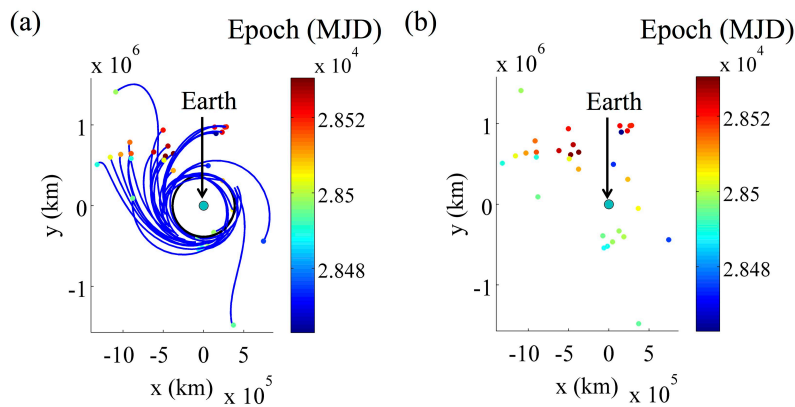 (a)
Epoch (MJD)
x 10^6
x 10^4
Earth
1
0
-1
y (km)
-10
-5
0
5
x (km)
x 10^5
2.852
2.85
2.848
(b)
Epoch (MJD)
x 10^6
x 10^4
Earth
1
0
-1
y (km)
-10
-5
0
5
x (km)
x 10^5
2.852
2.85
2.848